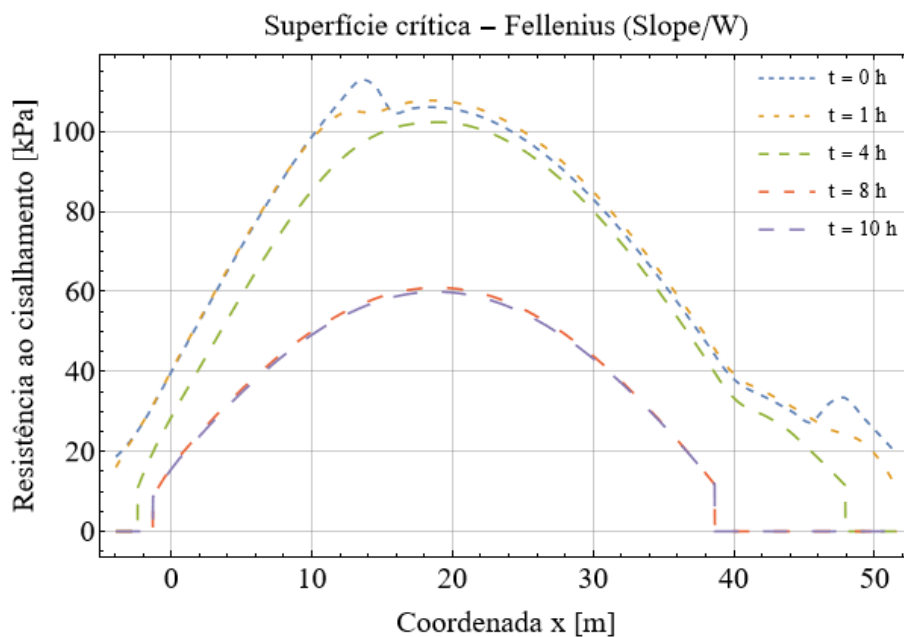 Superfície crítica – Fellenius (Slope/W)
Resistência ao cisalhamento [kPa]
100
80
60
40
20
0
t = 0 h
t = 1 h
t = 4 h
t = 8 h
t = 10 h
0 10 20 30 40 50
Coordenada x [m]